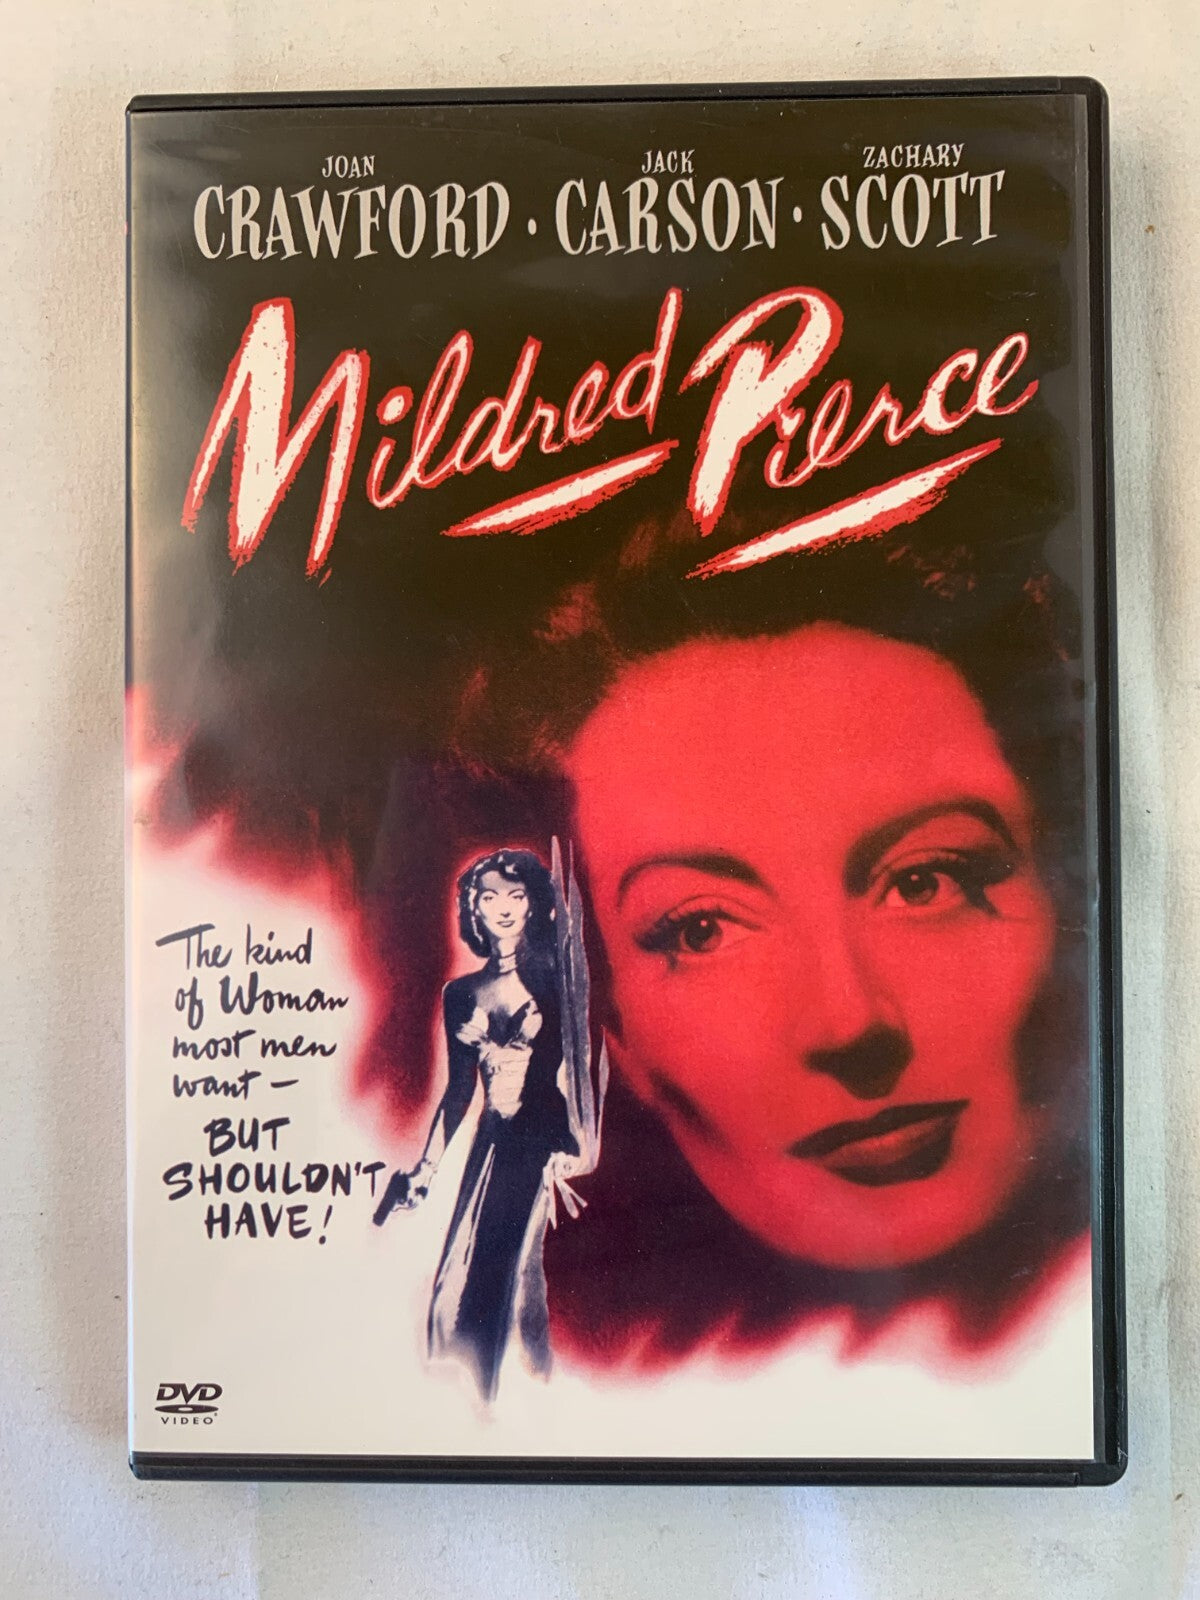 JOAN JACK ZACHARY
CRAWFORD · CARSON · SCOTT
Mildred Pierce
The kind
of Woman
most men
want —
BUT
SHOULDN'T
HAVE!
DVD
VIDEO